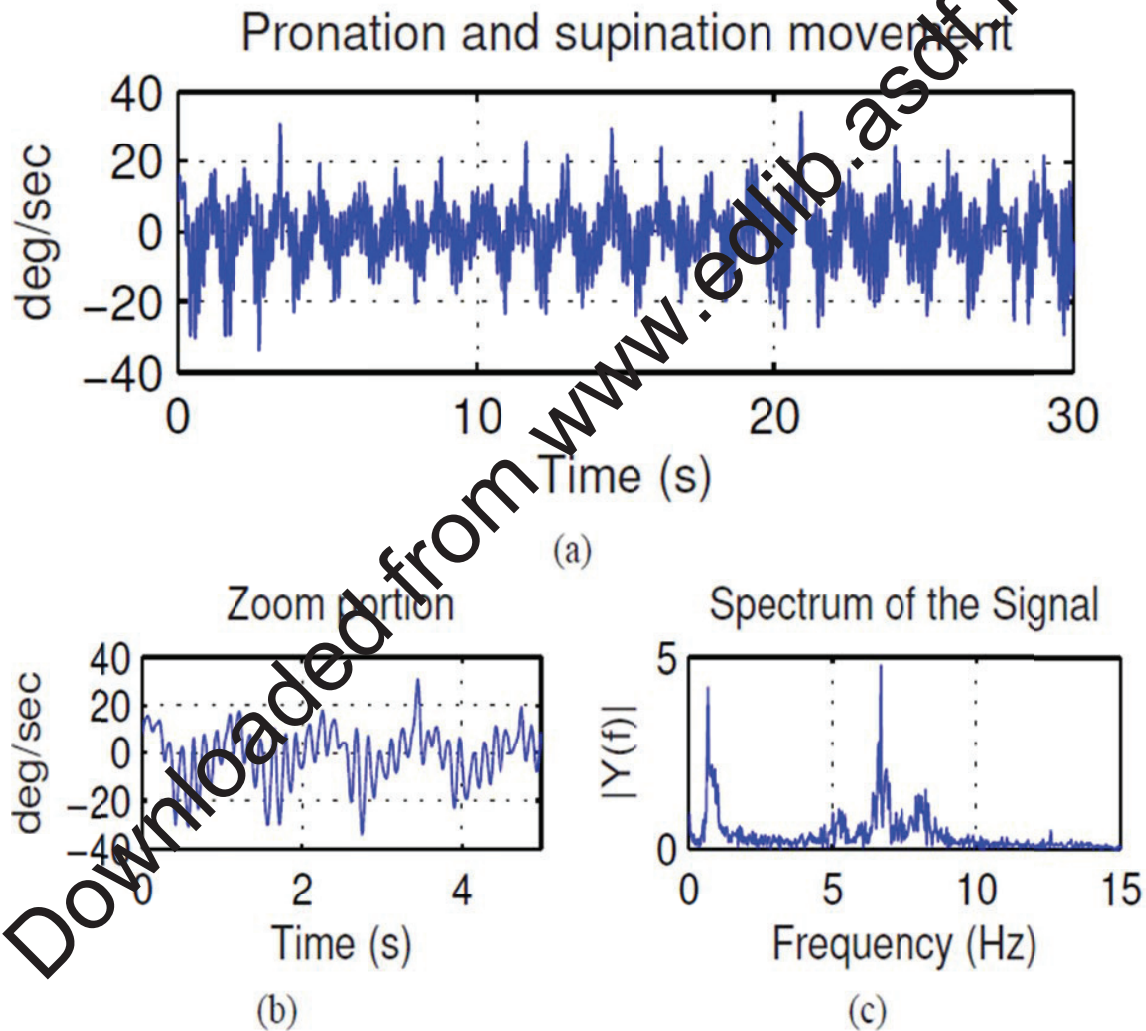 Pronation and supination movement
deg/sec
40
20
0
−20
−40
0 10 20 30
Time (s)
(a)
Zoom portion
deg/sec
40
20
0
−20
−40
0 2 4
Time (s)
(b)
Spectrum of the Signal
|Y(f)|
5
0
0 5 10 15
Frequency (Hz)
(c)
Downloaded from www.edlib.asdf.